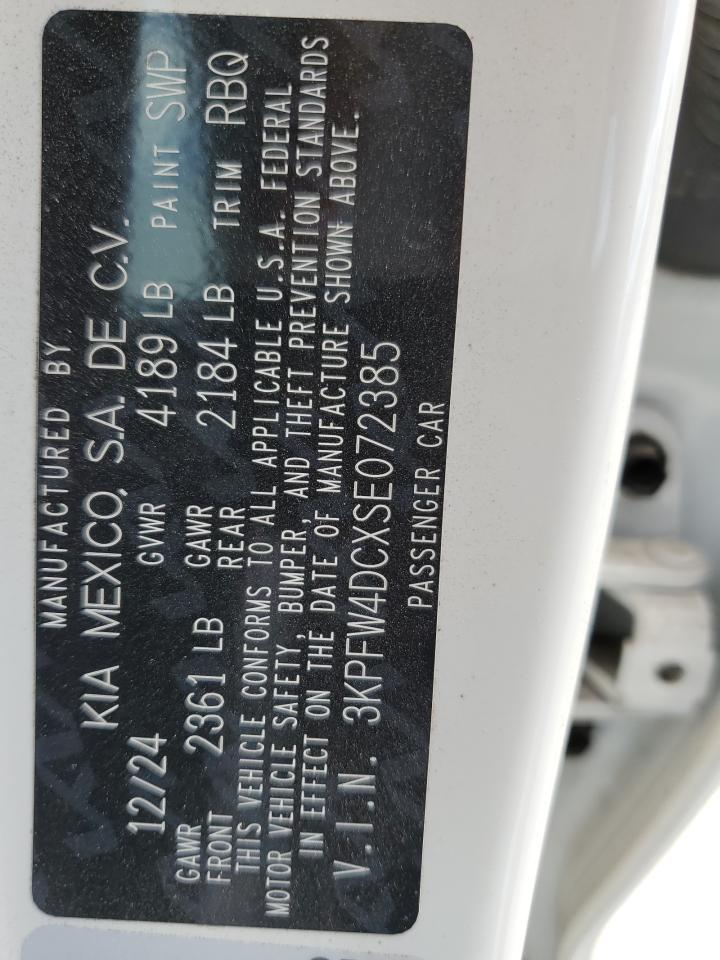 MANUFACTURED BY
KIA MEXICO, S.A. DE C.V.
12/24 GVWR 4189 LB PAINT SWP
GAWR FRONT 2361 LB GAWR REAR 2184 LB TRIM RBQ
THIS VEHICLE CONFORMS TO ALL APPLICABLE U.S.A. FEDERAL
MOTOR VEHICLE SAFETY, BUMPER, AND THEFT PREVENTION STANDARDS
IN EFFECT ON THE DATE OF MANUFACTURE SHOWN ABOVE.
V.I.N. 3KPFW4DCXSE072385
PASSENGER CAR